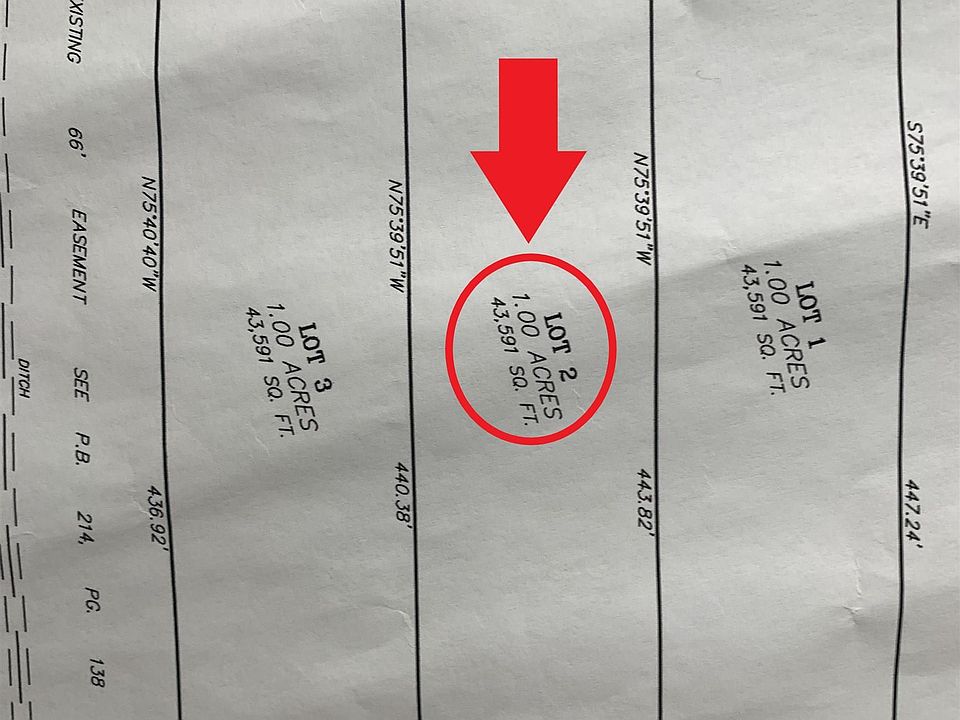 S75°39'51"E
447.24'
LOT 1
1.00 ACRES
43,591 SQ. FT.
N75°39'51"W
443.82'
LOT 2
1.00 ACRES
43,591 SQ. FT.
N75°39'51"W
440.38'
LOT 3
1.00 ACRES
43,591 SQ. FT.
N75°40'40"W
436.92'
XISTING 66' EASEMENT SEE P.B. 214, PG. 138
DITCH